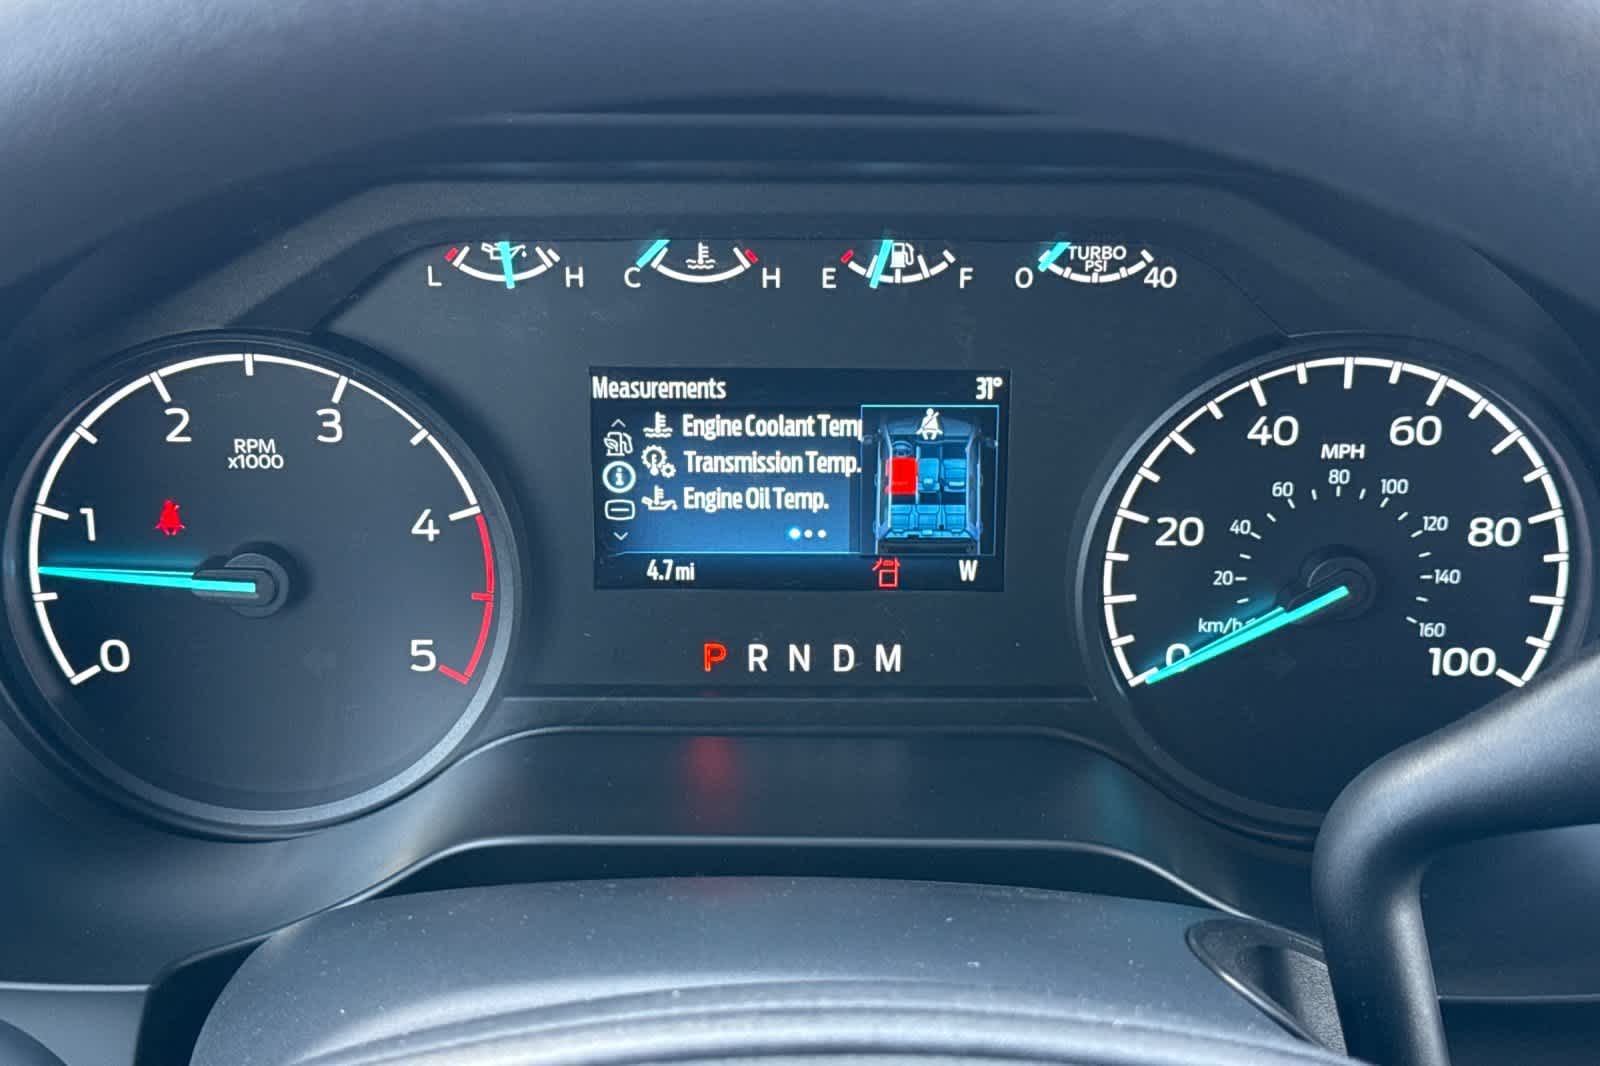 L H C H E F 0 TURBO PSI 40
Measurements 31°
Engine Coolant Temp
Transmission Temp.
Engine Oil Temp.
4.7 mi W
P R N D M
0 1 2 3 4 5
RPM
x1000
0 20 40 60 80 100
MPH
20 40 60 80 100 120 140 160
km/h